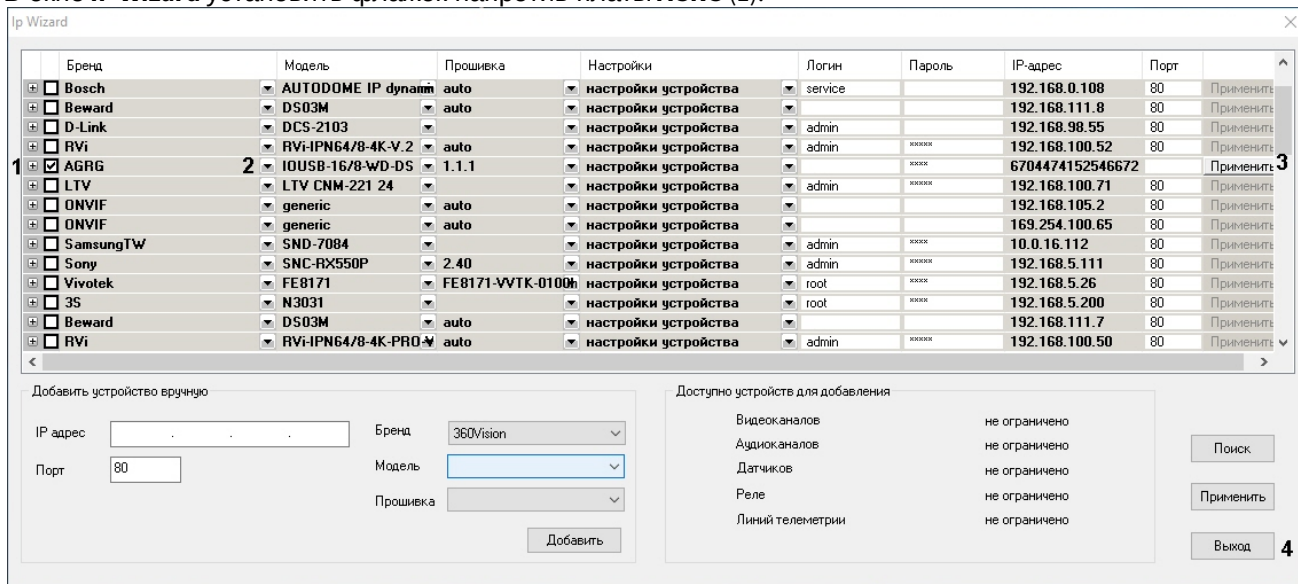 Ip Wizard
Бренд Модель Прошивка Настройки Логин Пароль IP-адрес Порт
Bosch AUTODOME IP dynami auto настройки устройства service 192.168.0.108 80 Применить
Beward DS03M auto настройки устройства 192.168.111.8 80 Применить
D-Link DCS-2103 настройки устройства admin 192.168.98.55 80 Применить
RVi RVi-IPN64/8-4K-V.2 auto настройки устройства admin ***** 192.168.100.52 80 Применить
1 AGRG 2 IOUSB-16/8-WD-DS 1.1.1 настройки устройства **** 6704474152546672 Применить 3
LTV LTV CNM-221 24 настройки устройства admin ***** 192.168.100.71 80 Применить
ONVIF generic auto настройки устройства 192.168.105.2 80 Применить
ONVIF generic auto настройки устройства 169.254.100.65 80 Применить
SamsungTW SND-7084 настройки устройства admin **** 10.0.16.112 80 Применить
Sony SNC-RX550P 2.40 настройки устройства admin ***** 192.168.5.111 80 Применить
Vivotek FE8171 FE8171-VVTK-0100h настройки устройства root **** 192.168.5.26 80 Применить
3S N3031 настройки устройства root **** 192.168.5.200 80 Применить
Beward DS03M auto настройки устройства 192.168.111.7 80 Применить
RVi RVi-IPN64/8-4K-PRO-V auto настройки устройства admin ***** 192.168.100.50 80 Применить
Добавить устройство вручную
IP адрес . . .
Порт 80
Бренд 360Vision
Модель
Прошивка
Добавить
Доступно устройств для добавления
Видеоканалов не ограничено
Аудиоканалов не ограничено
Датчиков не ограничено
Реле не ограничено
Линий телеметрии не ограничено
Поиск
Применить
Выход 4